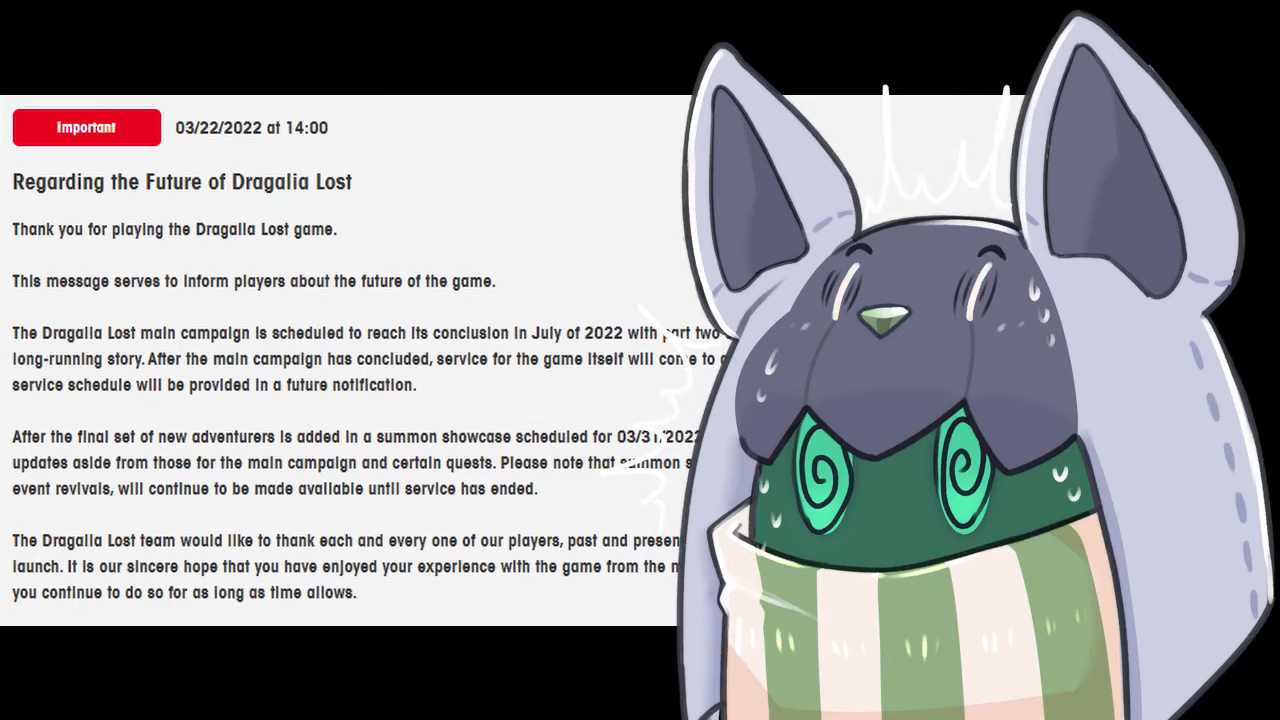 Important 03/22/2022 at 14:00
Regarding the Future of Dragalia Lost
Thank you for playing the Dragalia Lost game.
This message serves to inform players about the future of the game.
The Dragalia Lost main campaign is scheduled to reach its conclusion in July of 2022 with part two
long-running story. After the main campaign has concluded, service for the game itself will come to
service schedule will be provided in a future notification.
After the final set of new adventurers is added in a summon showcase scheduled for 03/31/2022
updates aside from those for the main campaign and certain quests. Please note that summon
event revivals, will continue to be made available until service has ended.
The Dragalia Lost team would like to thank each and every one of our players, past and presen
launch. It is our sincere hope that you have enjoyed your experience with the game from the
you continue to do so for as long as time allows.